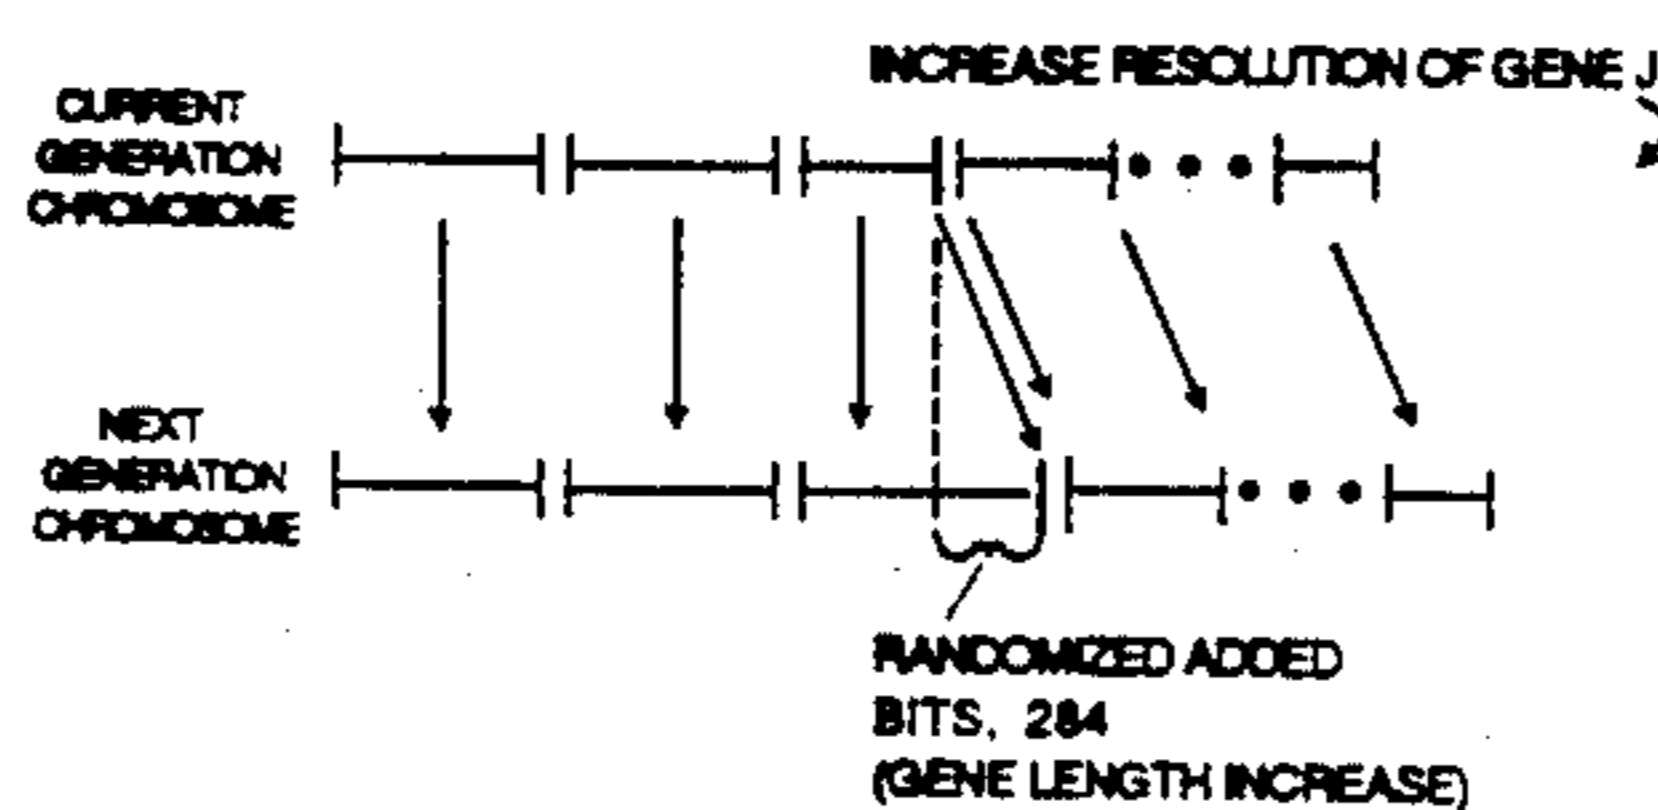 INCREASE RESOLUTION OF GENE J
CURRENT
GENERATION
CHROMOSOME
NEXT
GENERATION
CHROMOSOME
RANDOMIZED ADDED
BITS, 284
(GENE LENGTH INCREASE)